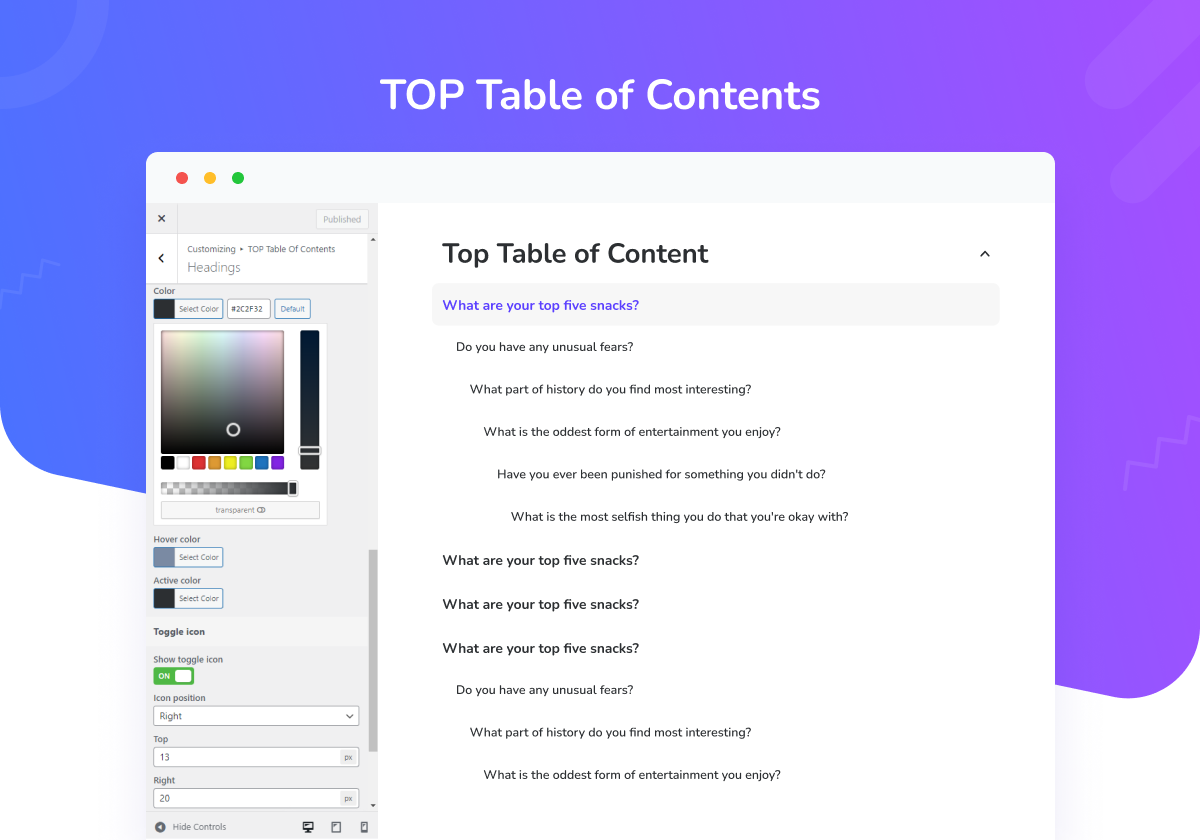 TOP Table of Contents
Published
Customizing ▸ TOP Table Of Contents
Headings
Color
Select Color
#2C2F32
Default
transparent
Hover color
Select Color
Active color
Select Color
Toggle icon
Show toggle icon
ON
Icon position
Right
Top
13
px
Right
20
px
Hide Controls
Top Table of Content
What are your top five snacks?
Do you have any unusual fears?
What part of history do you find most interesting?
What is the oddest form of entertainment you enjoy?
Have you ever been punished for something you didn't do?
What is the most selfish thing you do that you're okay with?
What are your top five snacks?
What are your top five snacks?
What are your top five snacks?
Do you have any unusual fears?
What part of history do you find most interesting?
What is the oddest form of entertainment you enjoy?